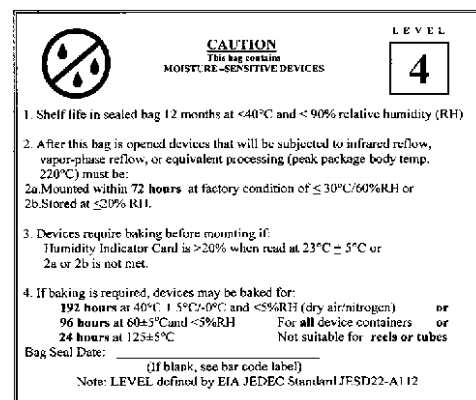 LEVEL
4
CAUTION
This bag contains
MOISTURE-SENSITIVE DEVICES
1. Shelf life in sealed bag 12 months at <40°C and < 90% relative humidity (RH)
2. After this bag is opened devices that will be subjected to infrared reflow,
vapor-phase reflow, or equivalent processing (peak package body temp.
220°C) must be:
2a.Mounted within 72 hours at factory condition of ≤ 30°C/60%RH or
2b.Stored at ≤20% RH.
3. Devices require baking before mounting if:
Humidity Indicator Card is >20% when read at 23°C ± 5°C or
2a or 2b is not met.
4. If baking is required, devices may be baked for:
192 hours at 40°C + 5°C/-0°C and <5%RH (dry air/nitrogen) or
96 hours at 60±5°Cand <5%RH For all device containers or
24 hours at 125±5°C Not suitable for reels or tubes
Bag Seal Date:
(If blank, see bar code label)
Note: LEVEL defined by EIA JEDEC Standard JESD22-A112